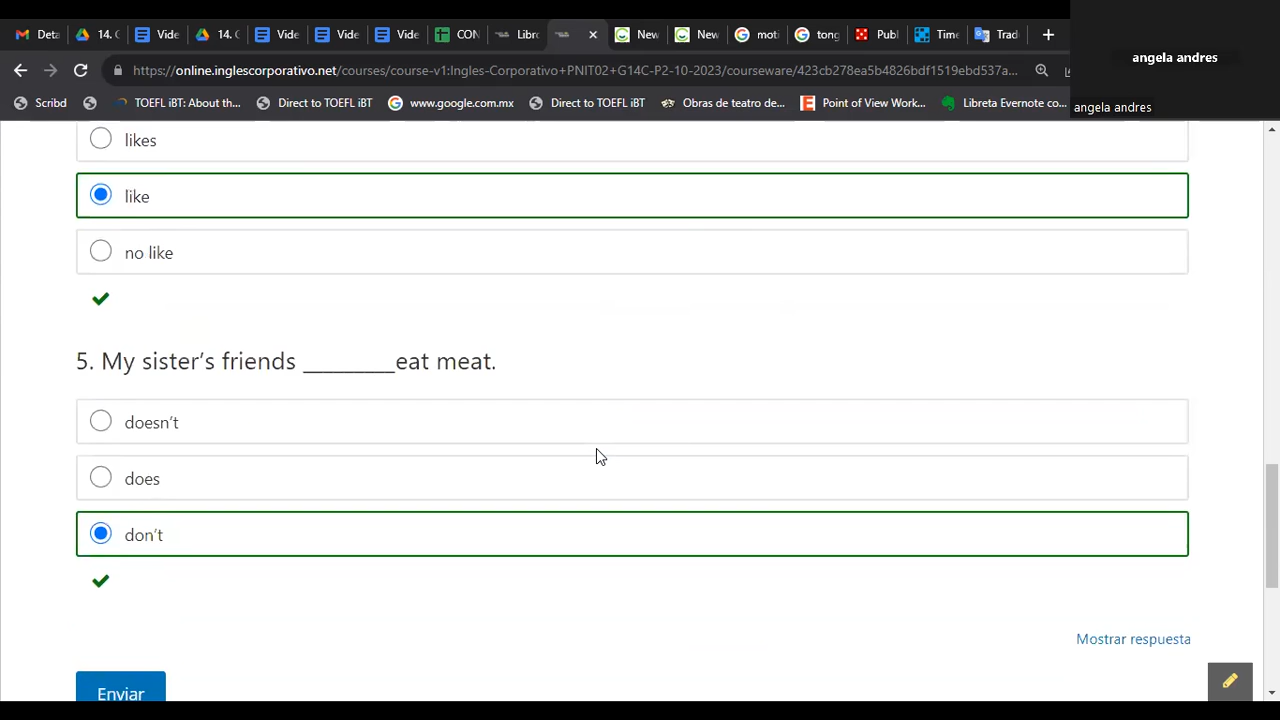 Deta
14. C
Vide
14. C
Vide
Vide
Vide
CON
Libro
New
New
moti
tong
Publ
Time
Trad
angela andres
https://online.inglescorporativo.net/courses/course-v1:Ingles-Corporativo+PNIT02+G14C-P2-10-2023/courseware/423cb278ea5b4826bdf1519ebd537a...
Scribd
TOEFL iBT: About th...
Direct to TOEFL iBT
www.google.com.mx
Direct to TOEFL iBT
Obras de teatro de...
Point of View Work...
Libreta Evernote co...
angela andres
likes
like
no like
5. My sister’s friends _________eat meat.
doesn’t
does
don’t
Mostrar respuesta
Enviar